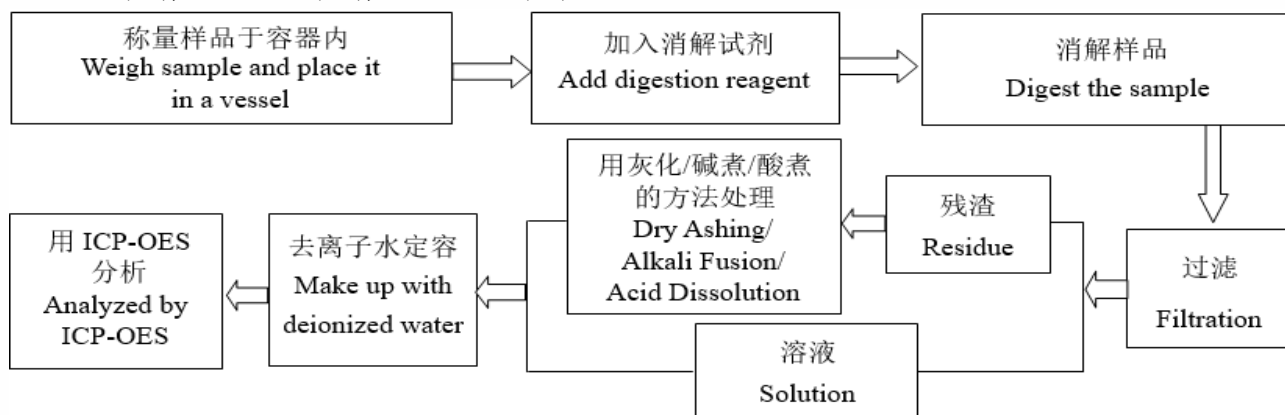 称量样品于容器内
Weigh sample and place it
in a vessel
加入消解试剂
Add digestion reagent
消解样品
Digest the sample
过滤
Filtration
残渣
Residue
用灰化/碱煮/酸煮
的方法处理
Dry Ashing/
Alkali Fusion/
Acid Dissolution
溶液
Solution
去离子水定容
Make up with
deionized water
用 ICP-OES
分析
Analyzed by
ICP-OES